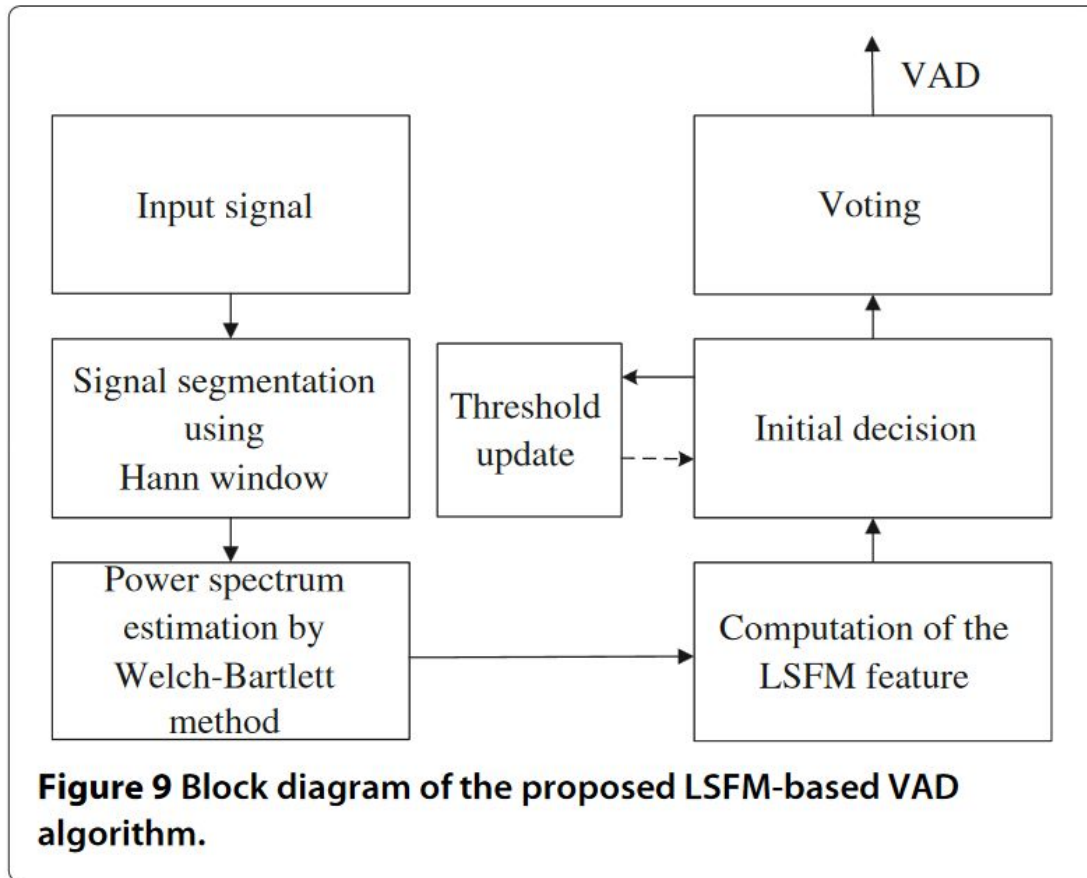 Input signal
Signal segmentation
using
Hann window
Power spectrum
estimation by
Welch-Bartlett
method
Computation of the
LSFM feature
Initial decision
Threshold
update
Voting
VAD
Figure 9 Block diagram of the proposed LSFM-based VAD
algorithm.